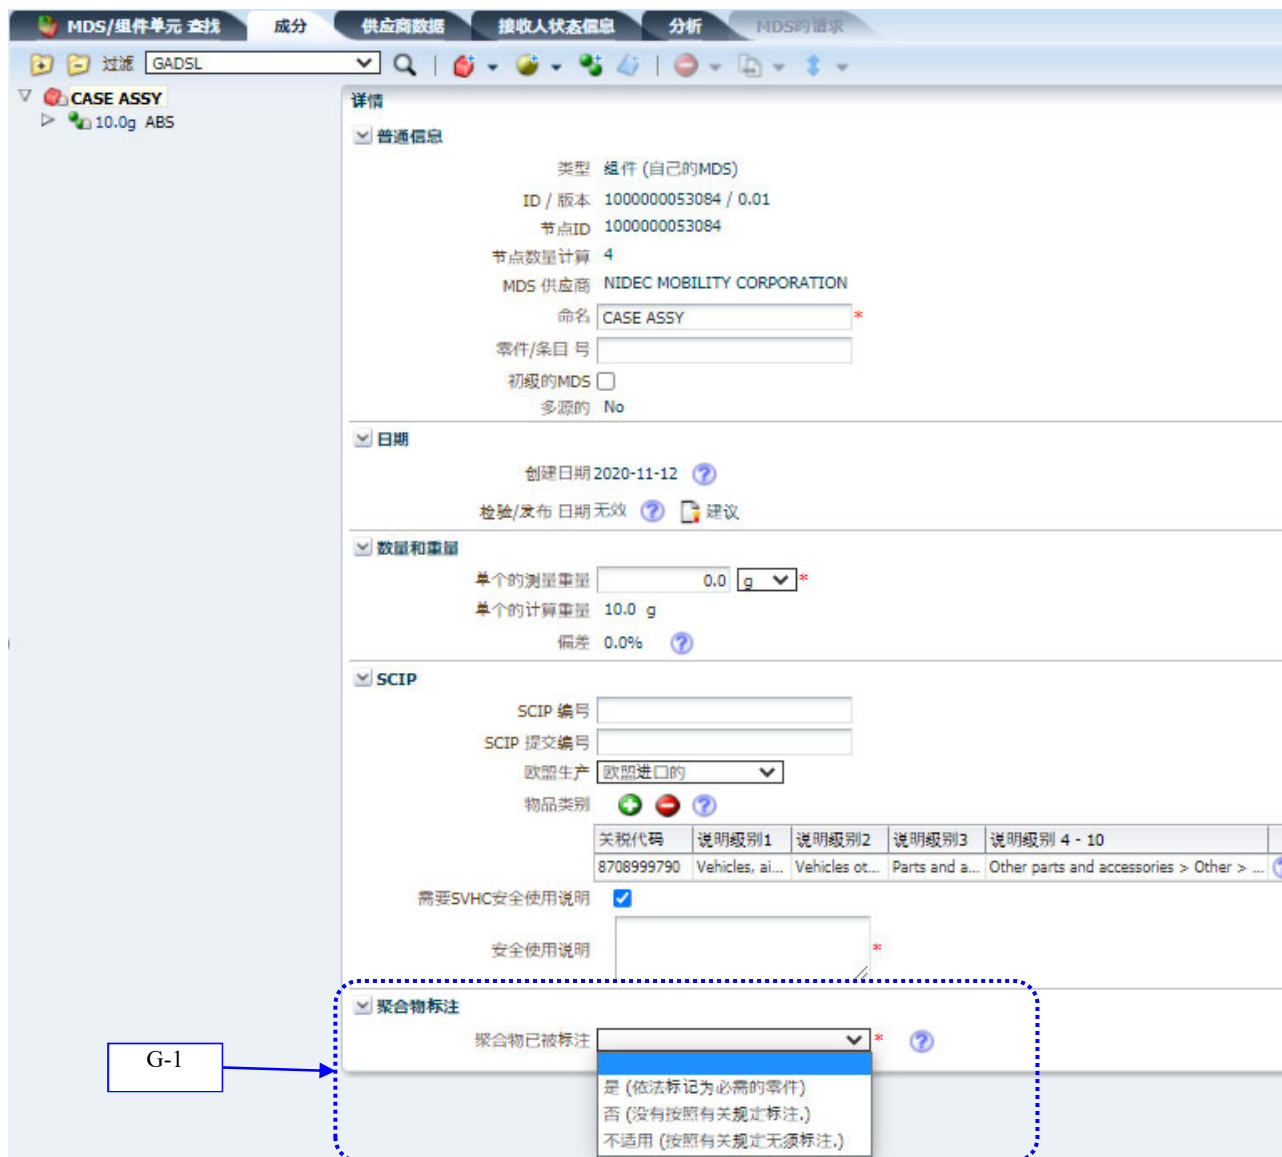 MDS/组件单元 查找 成分 供应商数据 接收人状态信息 分析 MDS的请求
过滤 GADSL
CASE ASSY
10.0g ABS
详情
普通信息
类型 组件 (自己的MDS)
ID / 版本 1000000053084 / 0.01
节点ID 1000000053084
节点数量计算 4
MDS 供应商 NIDEC MOBILITY CORPORATION
命名 CASE ASSY *
零件/条目 号
初级的MDS
多源的 No
日期
创建日期 2020-11-12 ?
检验/发布 日期 无效 ? 建议
数量和重量
单个的测量重量 0.0 g *
单个的计算重量 10.0 g
偏差 0.0% ?
SCIP
SCIP 编号
SCIP 提交编号
欧盟生产 欧盟进口的
物品类别 ?
关税代码 说明级别1 说明级别2 说明级别3 说明级别 4 - 10
8708999790 Vehicles, ai... Vehicles ot... Parts and a... Other parts and accessories > Other > ...
需要SVHC安全使用说明
安全使用说明 *
聚合物标注
聚合物已被标注 * ?
G-1
是 (依法标记为必需的零件)
否 (没有按照有关规定标注.)
不适用 (按照有关规定无须标注.)